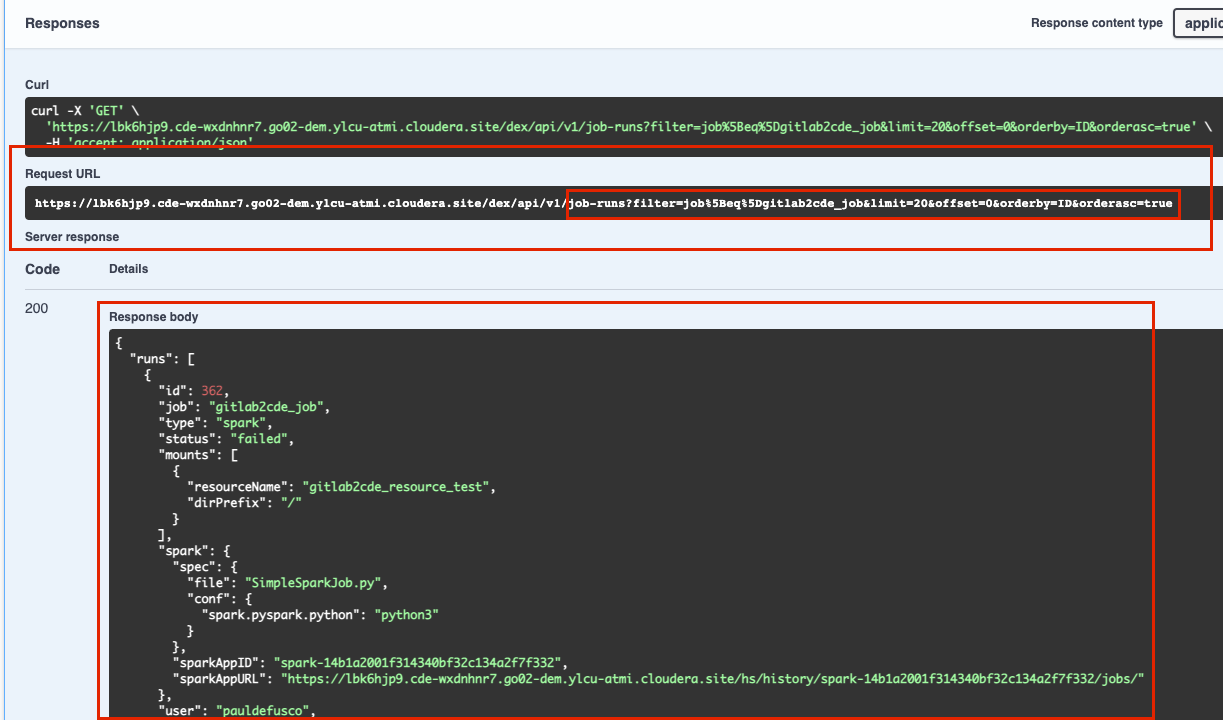 Responses
Response content type
applic
Curl
curl -X 'GET' \
'https://lbk6hjp9.cde-wxdnhnr7.go02-dem.ylcu-atmi.cloudera.site/dex/api/v1/job-runs?filter=job%5Beq%5Dgitlab2cde_job&limit=20&offset=0&orderby=ID&orderasc=true' \
-H 'accept: application/json'
Request URL
https://lbk6hjp9.cde-wxdnhnr7.go02-dem.ylcu-atmi.cloudera.site/dex/api/v1/job-runs?filter=job%5Beq%5Dgitlab2cde_job&limit=20&offset=0&orderby=ID&orderasc=true
Server response
Code Details
200
Response body
{
"runs": [
{
"id": 362,
"job": "gitlab2cde_job",
"type": "spark",
"status": "failed",
"mounts": [
{
"resourceName": "gitlab2cde_resource_test",
"dirPrefix": "/"
}
],
"spark": {
"spec": {
"file": "SimpleSparkJob.py",
"conf": {
"spark.pyspark.python": "python3"
}
},
"sparkAppID": "spark-14b1a2001f314340bf32c134a2f7f332",
"sparkAppURL": "https://lbk6hjp9.cde-wxdnhnr7.go02-dem.ylcu-atmi.cloudera.site/hs/history/spark-14b1a2001f314340bf32c134a2f7f332/jobs/"
},
"user": "pauldefusco",